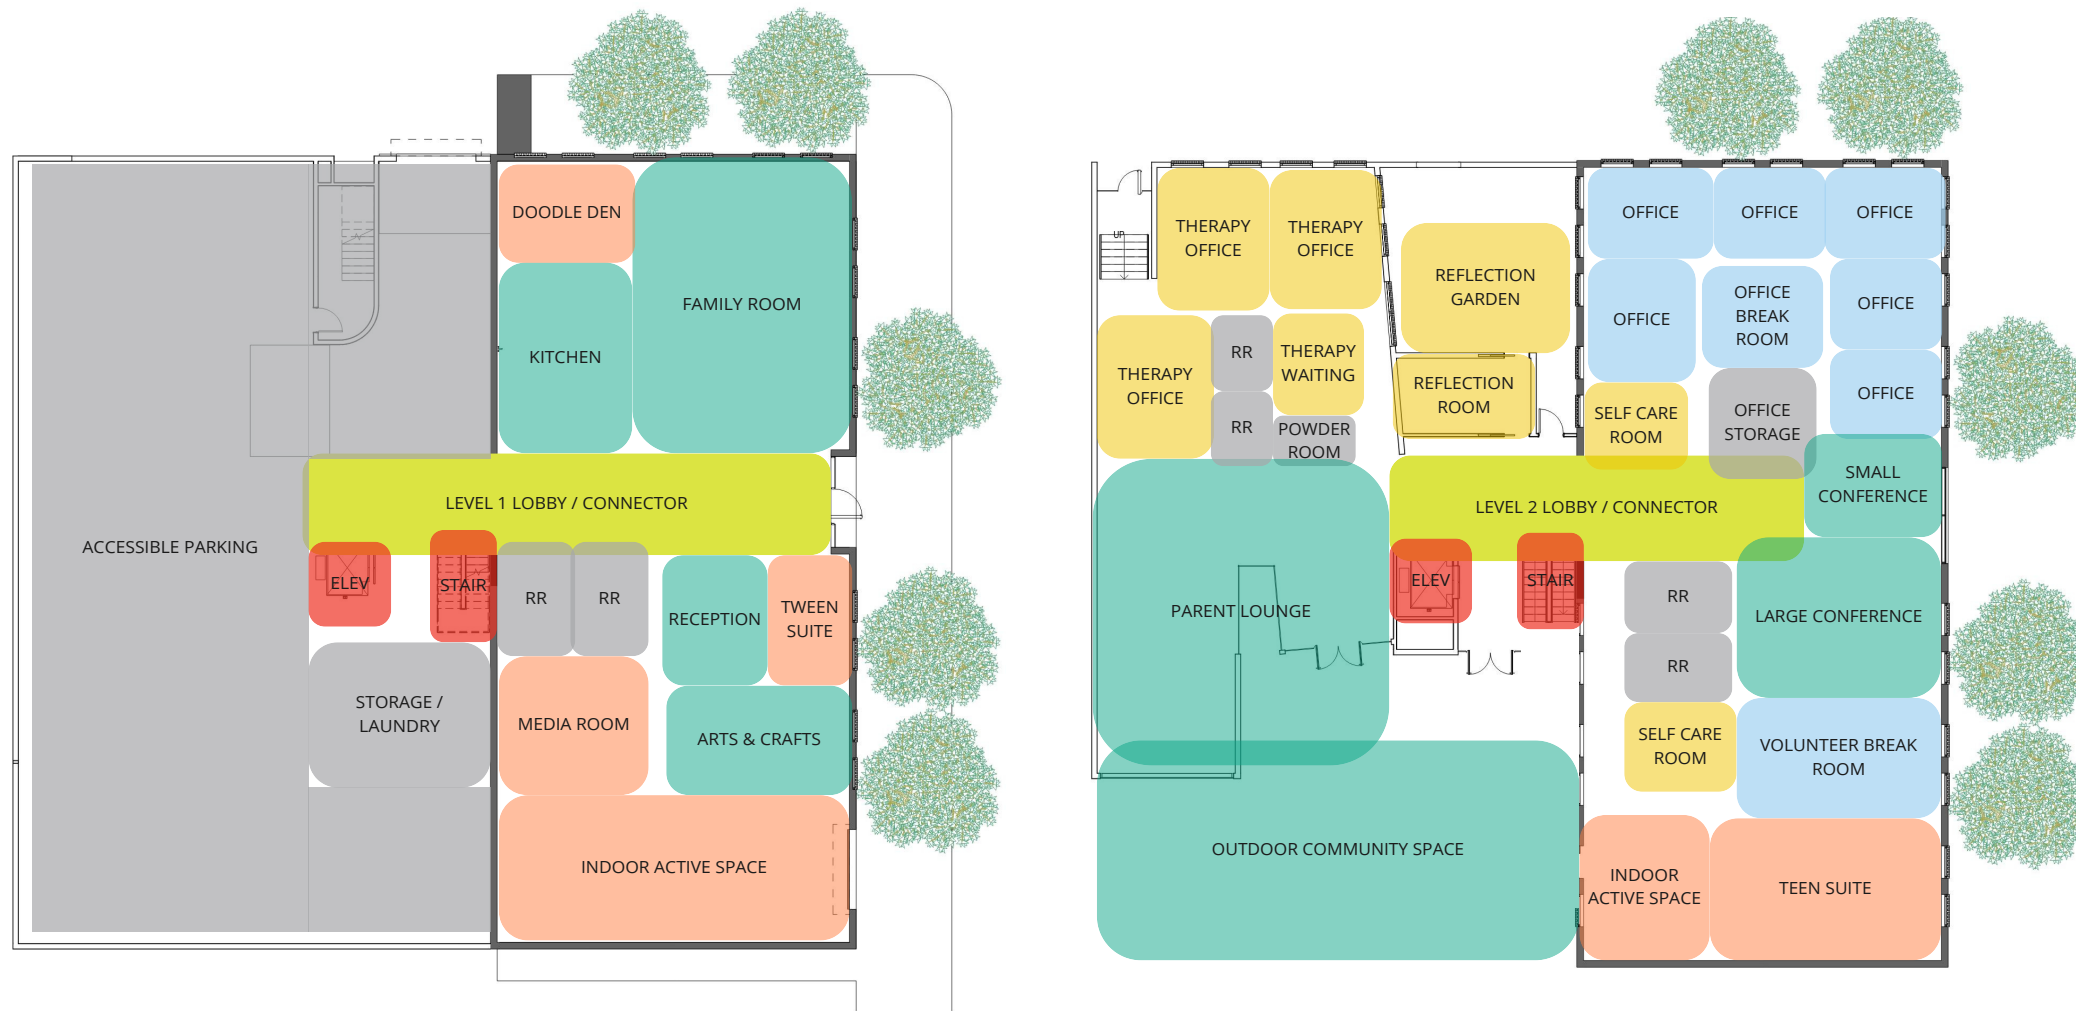 DOODLE DEN
FAMILY ROOM
KITCHEN
LEVEL 1 LOBBY / CONNECTOR
ACCESSIBLE PARKING
ELEV
STAIR
RR
RR
RECEPTION
TWEEN
SUITE
STORAGE /
LAUNDRY
MEDIA ROOM
ARTS & CRAFTS
INDOOR ACTIVE SPACE
UP
THERAPY
OFFICE
THERAPY
OFFICE
REFLECTION
GARDEN
OFFICE
OFFICE
OFFICE
OFFICE
OFFICE
BREAK
ROOM
OFFICE
THERAPY
OFFICE
RR
THERAPY
WAITING
REFLECTION
ROOM
OFFICE
RR
POWDER
ROOM
SELF CARE
ROOM
OFFICE
STORAGE
SMALL
CONFERENCE
LEVEL 2 LOBBY / CONNECTOR
PARENT LOUNGE
ELEV
STAIR
RR
LARGE CONFERENCE
RR
SELF CARE
ROOM
VOLUNTEER BREAK
ROOM
OUTDOOR COMMUNITY SPACE
INDOOR
ACTIVE SPACE
TEEN SUITE